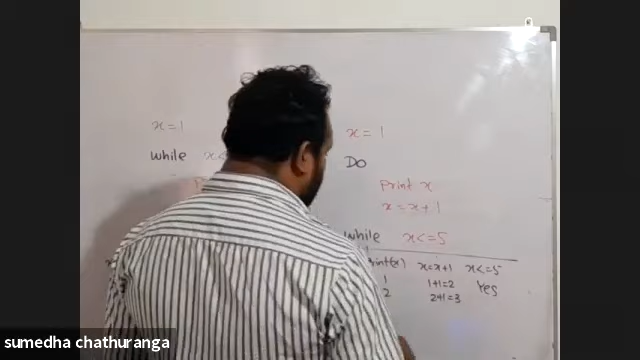 x=1
while x<
x=1
Do
Print x
x=x+1
while x<=5
x=x+1 x<=5
1 1+1=2 Yes
2 2+1=3
sumedha chathuranga